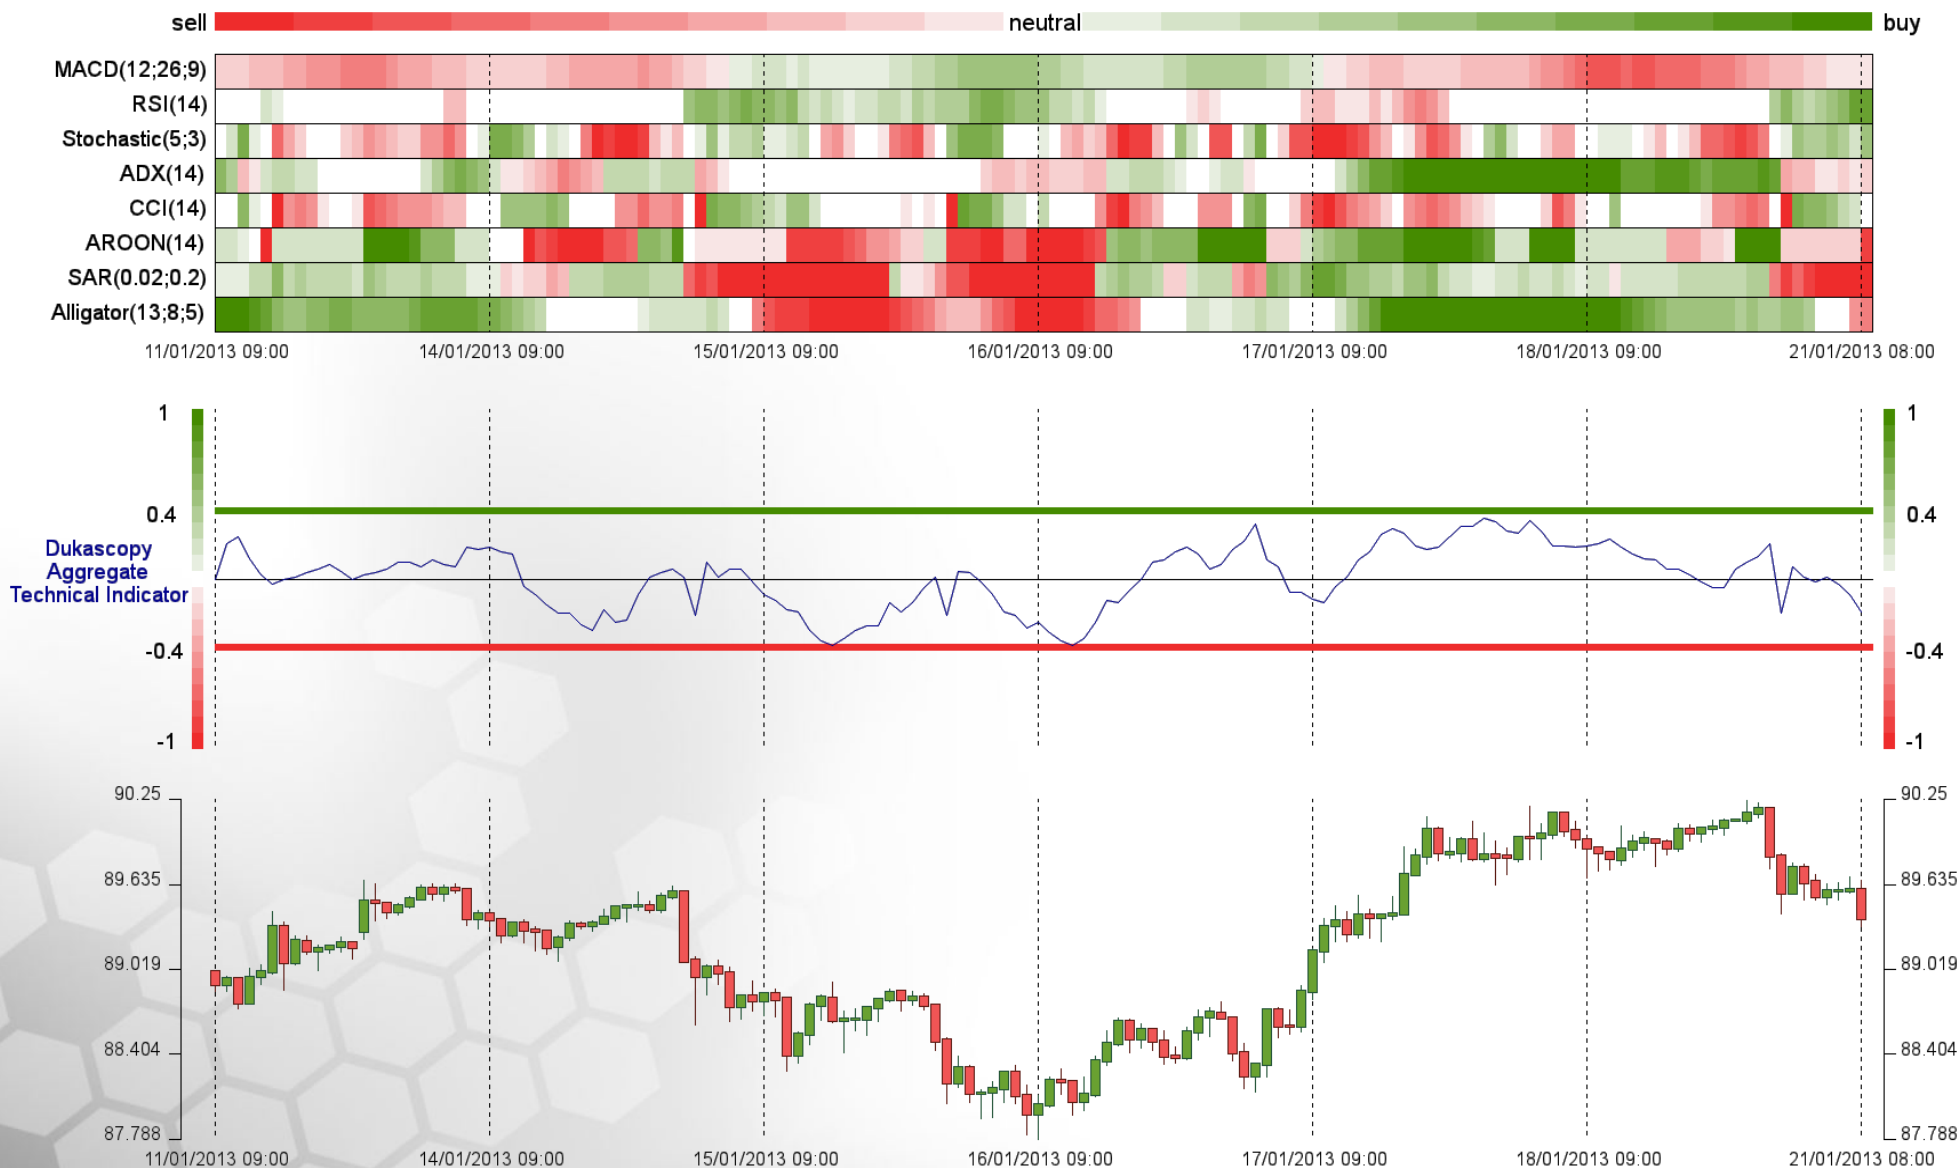 sell neutral buy
MACD(12;26;9)
RSI(14)
Stochastic(5;3)
ADX(14)
CCI(14)
AROON(14)
SAR(0.02;0.2)
Alligator(13;8;5)
11/01/2013 09:00 14/01/2013 09:00 15/01/2013 09:00 16/01/2013 09:00 17/01/2013 09:00 18/01/2013 09:00 21/01/2013 08:00
1 1
0.4 0.4
Dukascopy
Aggregate
Technical Indicator
-0.4 -0.4
-1 -1
90.25 90.25
89.635 89.635
89.019 89.019
88.404 88.404
87.788 87.788
11/01/2013 09:00 14/01/2013 09:00 15/01/2013 09:00 16/01/2013 09:00 17/01/2013 09:00 18/01/2013 09:00 21/01/2013 08:00